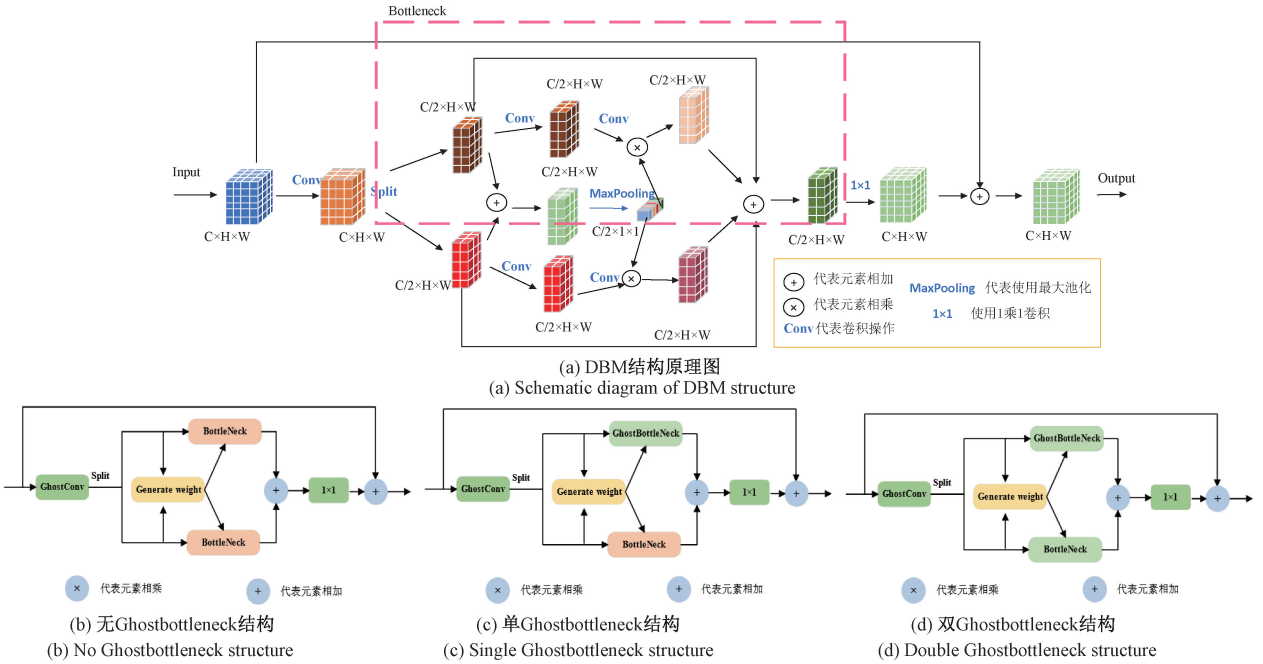 Bottleneck
C/2×H×W
C/2×H×W
C/2×H×W
Conv
Conv
×
Input
Conv
Split
C/2×H×W
MaxPooling
1×1
Output
+
+
+
C×H×W
C×H×W
C/2×1×1
C/2×H×W
C×H×W
C×H×W
C/2×H×W
Conv
Conv
×
C/2×H×W
C/2×H×W
+ 代表元素相加
MaxPooling 代表使用最大池化
× 代表元素相乘
1×1 使用1乘1卷积
Conv代表卷积操作
(a) DBM结构原理图
(a) Schematic diagram of DBM structure
BottleNeck
Split
GhostConv
Generate weight
+
1×1
+
BottleNeck
× 代表元素相乘
+ 代表元素相加
(b) 无Ghostbottleneck结构
(b) No Ghostbottleneck structure
GhostBottleNeck
Split
GhostConv
Generate weight
+
1×1
+
BottleNeck
× 代表元素相乘
+ 代表元素相加
(c) 单Ghostbottleneck结构
(c) Single Ghostbottleneck structure
GhostBottleNeck
Split
GhostConv
Generate weight
+
1×1
+
BottleNeck
× 代表元素相乘
+ 代表元素相加
(d) 双Ghostbottleneck结构
(d) Double Ghostbottleneck structure